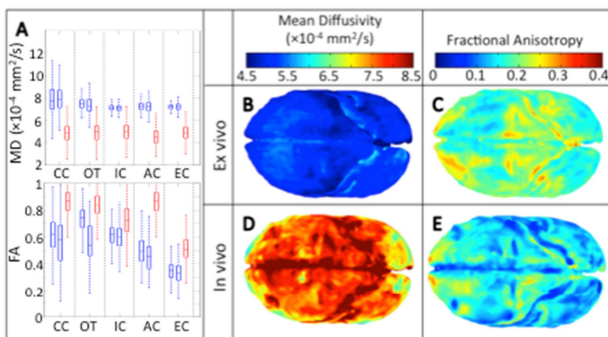 A
MD (×10⁻⁴ mm²/s)
12
10
8
6
4
2
CC OT IC AC EC
FA
1
0.8
0.6
0.4
0.2
0
CC OT IC AC EC
Mean Diffusivity
(×10⁻⁴ mm²/s)
4.5 5.5 6.5 7.5 8.5
Fractional Anisotropy
0 0.1 0.2 0.3 0.4
Ex vivo
B
C
In vivo
D
E